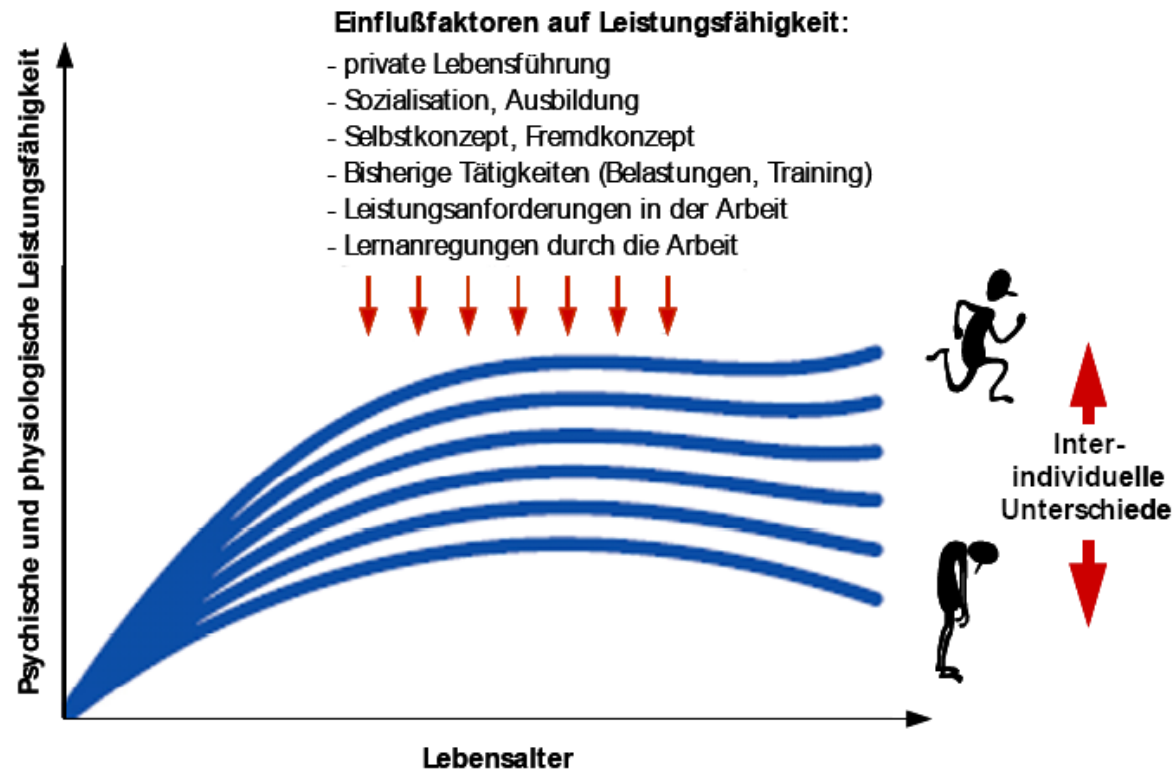 Einflußfaktoren auf Leistungsfähigkeit:
- private Lebensführung
- Sozialisation, Ausbildung
- Selbstkonzept, Fremdkonzept
- Bisherige Tätigkeiten (Belastungen, Training)
- Leistungsanforderungen in der Arbeit
- Lernanregungen durch die Arbeit
Psychische und physiologische Leistungsfähigkeit
Inter-
individuelle
Unterschiede
Lebensalter